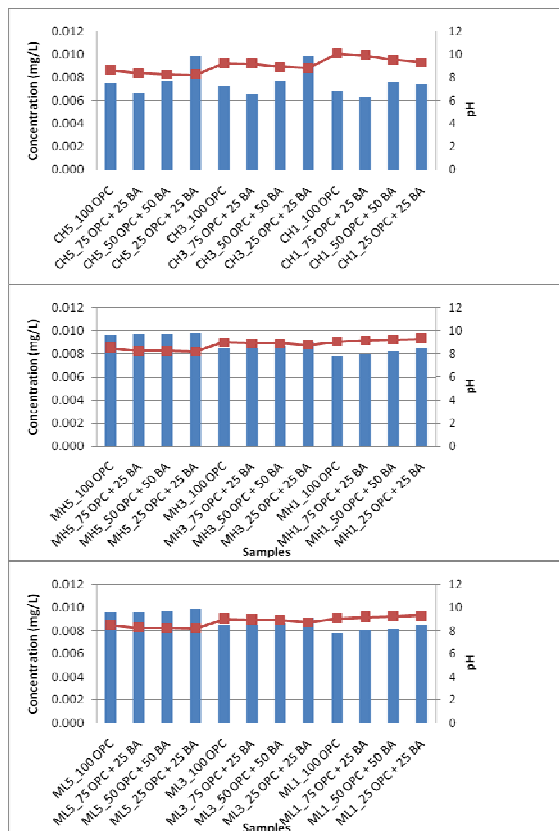 0.012
0.010
0.008
0.006
0.004
0.002
0.000
Concentration (mg/L)
12
10
8
6
4
2
0
pH
CH5_100 OPC
CH5_75 OPC + 25 BA
CH5_50 OPC + 50 BA
CH5_25 OPC + 25 BA
CH3_100 OPC
CH3_75 OPC + 25 BA
CH3_50 OPC + 50 BA
CH3_25 OPC + 25 BA
CH1_100 OPC
CH1_75 OPC + 25 BA
CH1_50 OPC + 50 BA
CH1_25 OPC + 25 BA
0.012
0.010
0.008
0.006
0.004
0.002
0.000
Concentration (mg/L)
12
10
8
6
4
2
0
pH
MH5_100 OPC
MH5_75 OPC + 25 BA
MH5_50 OPC + 50 BA
MH5_25 OPC + 25 BA
MH3_100 OPC
MH3_75 OPC + 25 BA
MH3_50 OPC + 50 BA
MH3_25 OPC + 25 BA
MH1_100 OPC
MH1_75 OPC + 25 BA
MH1_50 OPC + 50 BA
MH1_25 OPC + 25 BA
Samples
0.012
0.010
0.008
0.006
0.004
0.002
0.000
Concentration (mg/L)
12
10
8
6
4
2
0
pH
ML5_100 OPC
ML5_75 OPC + 25 BA
ML5_50 OPC + 50 BA
ML5_25 OPC + 25 BA
ML3_100 OPC
ML3_75 OPC + 25 BA
ML3_50 OPC + 50 BA
ML3_25 OPC + 25 BA
ML1_100 OPC
ML1_75 OPC + 25 BA
ML1_50 OPC + 50 BA
ML1_25 OPC + 25 BA
Samples